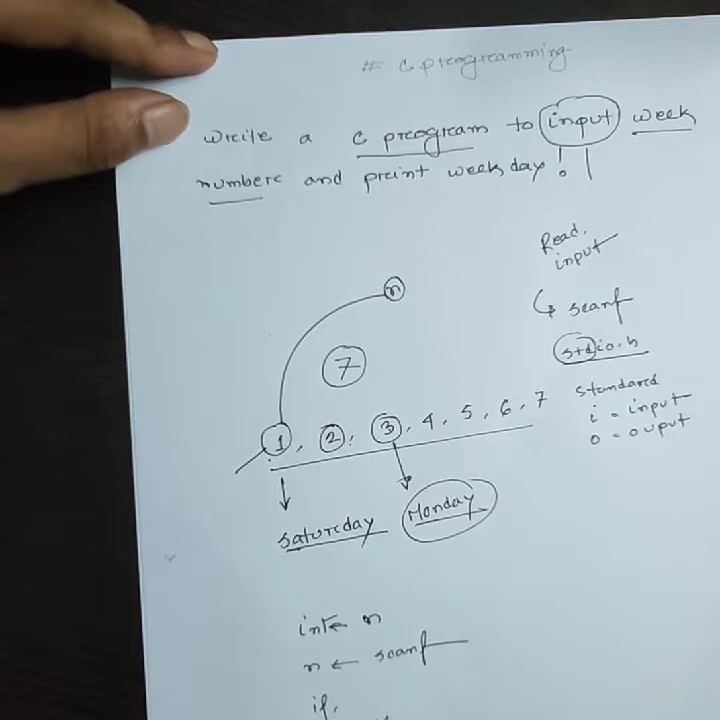 # C programming
Write a C program to input week
number and print week day!
Read.
input
↳ scanf
stdio.h
standard
i = input
o = ouput
n
7
1, 2, 3, 4, 5, 6, 7
saturday
Monday
int n
n ← scanf
if,